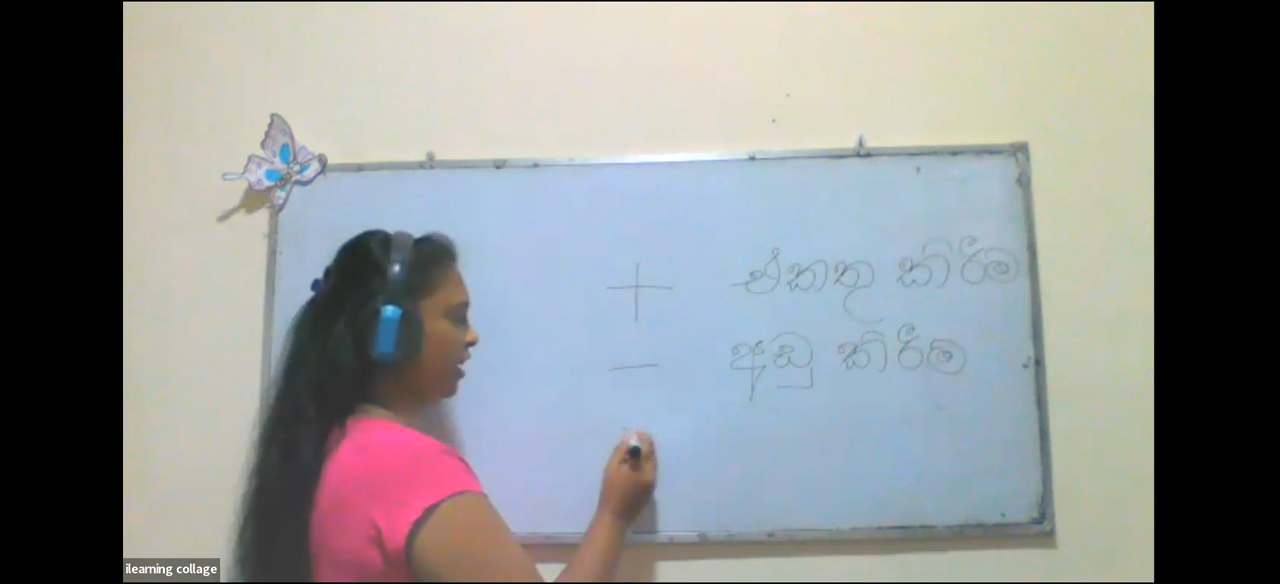 + එකතු කිරීම
- අඩු කිරීම
ilearning collage